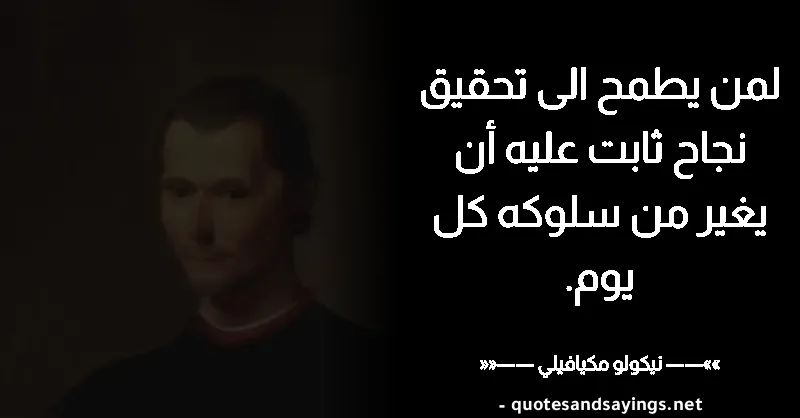 لمن يطمح الى تحقيق
نجاح ثابت عليه أن
يغير من سلوكه كل
يوم.
»»—— نيكولو مكيافيلي ——««
- quotesandsayings.net